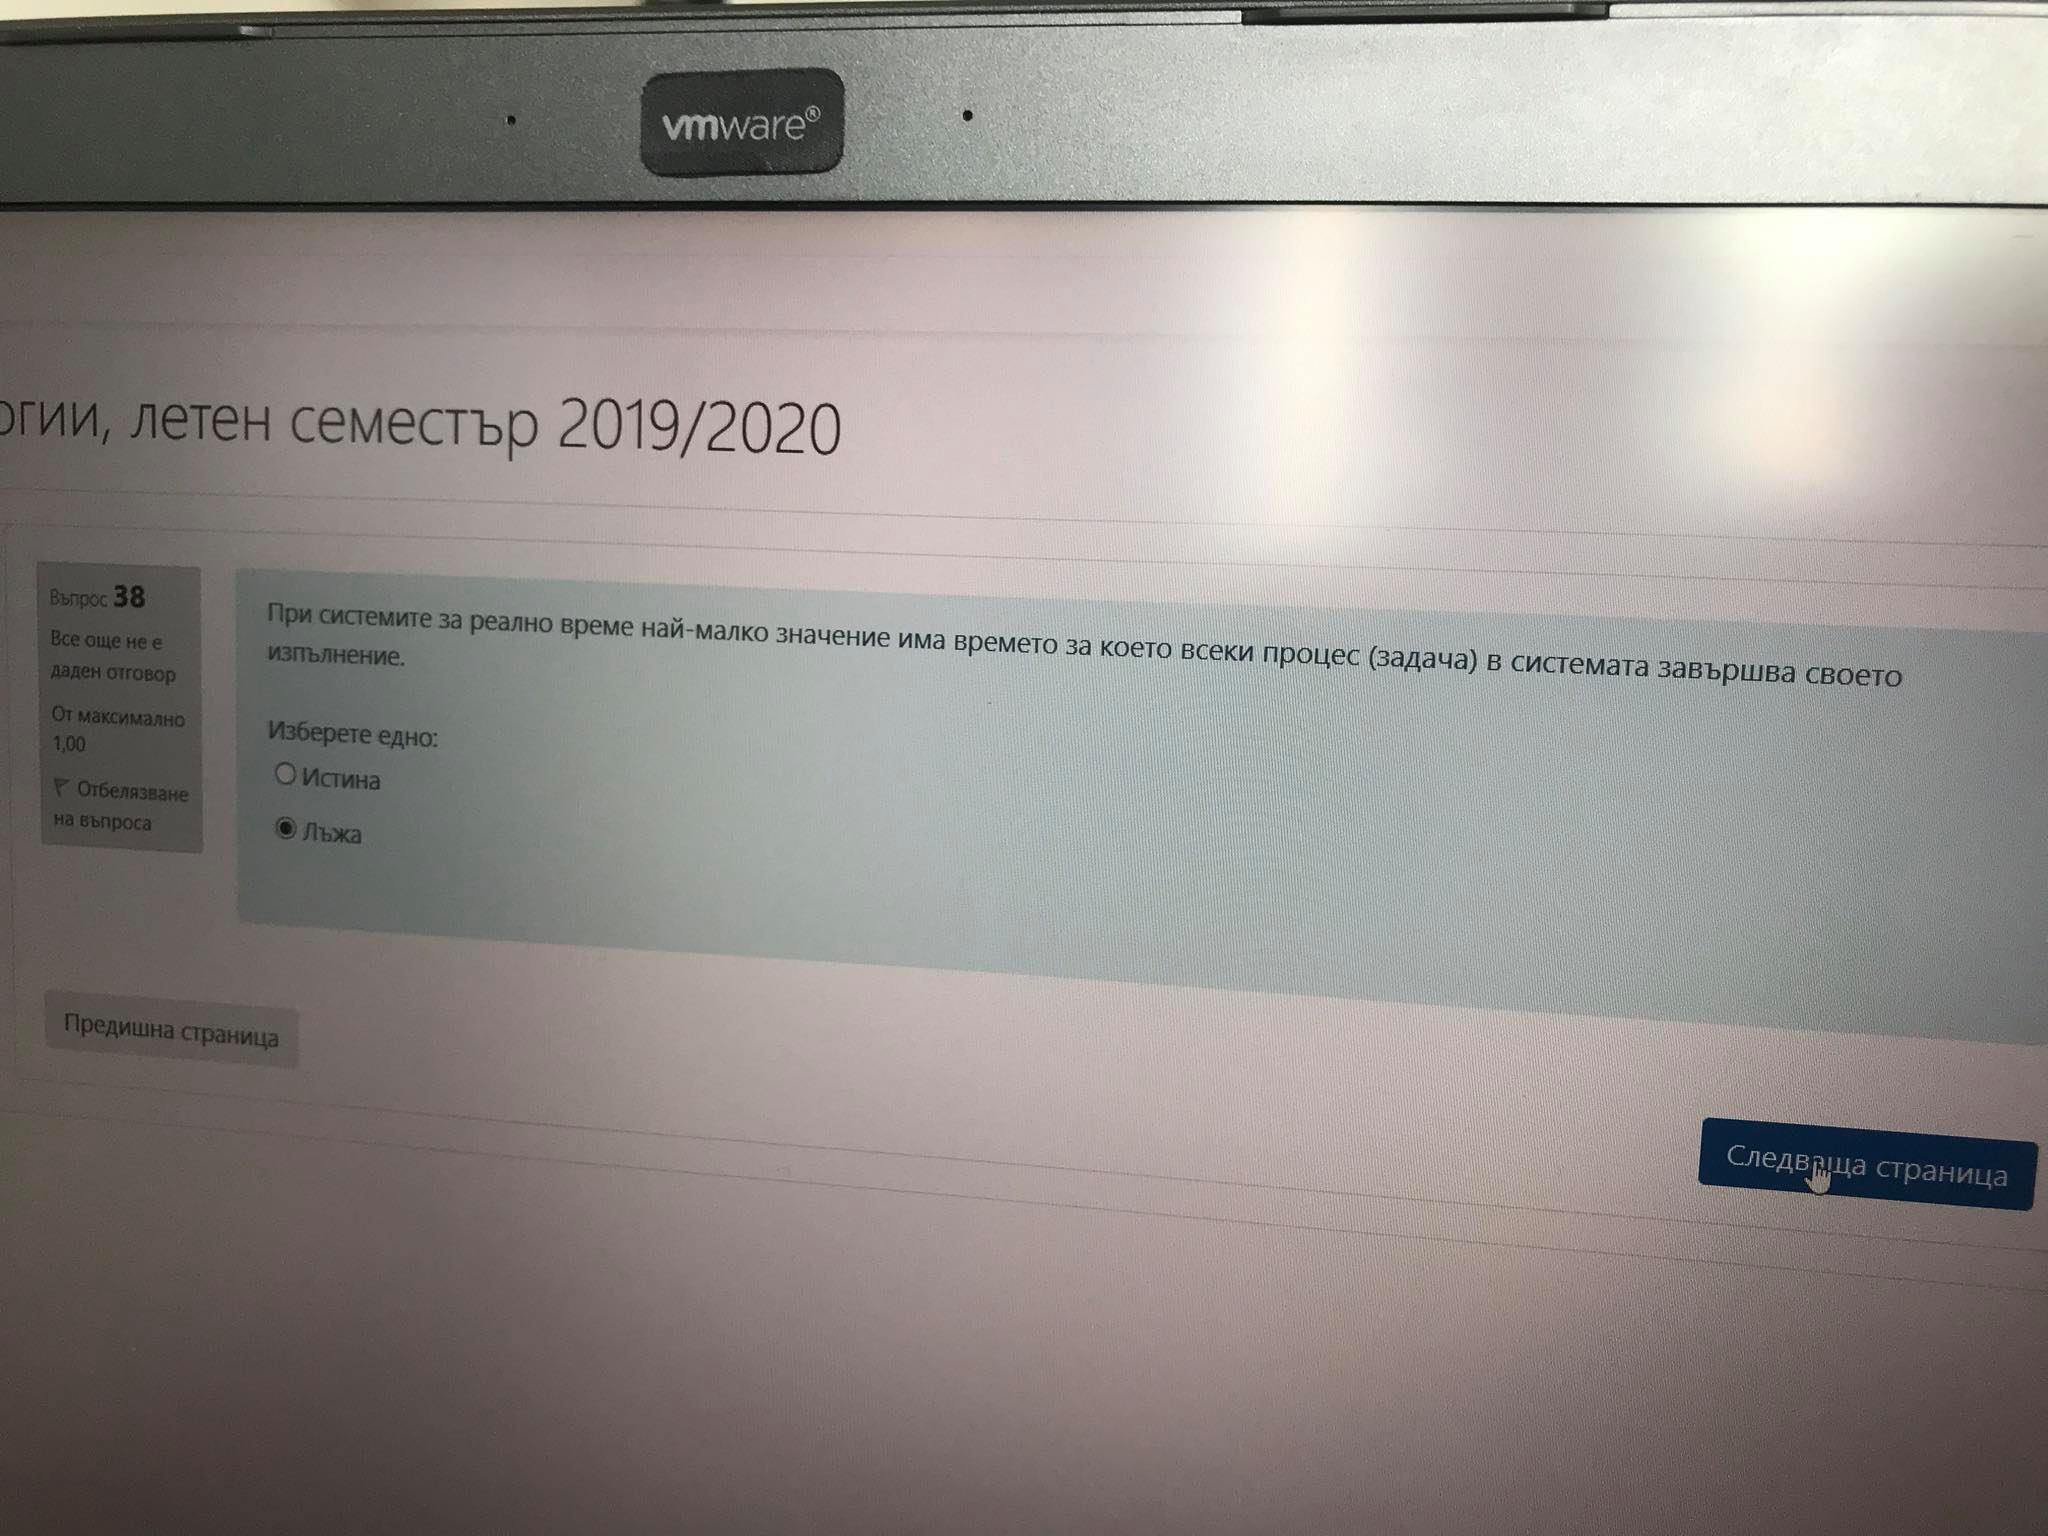 vmware®
огии, летен семестър 2019/2020
Въпрос 38
Все още не е
даден отговор
От максимално
1,00
Отбелязване
на въпроса
При системите за реално време най-малко значение има времето за което всеки процес (задача) в системата завършва своето
изпълнение.
Изберете едно:
Истина
Лъжа
Предишна страница
Следваща страница